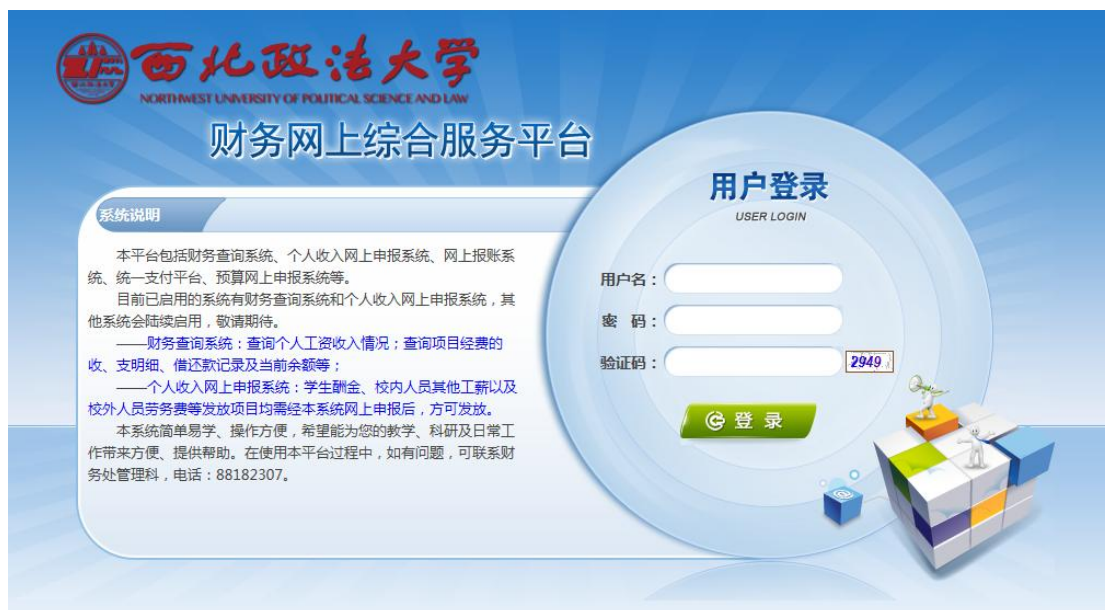 西北政法大学
NORTHWEST UNIVERSITY OF POLITICAL SCIENCE AND LAW
财务网上综合服务平台
系统说明
本平台包括财务查询系统、个人收入网上申报系统、网上报账系
统、统一支付平台、预算网上申报系统等。
目前已启用的系统有财务查询系统和个人收入网上申报系统，其
他系统会陆续启用，敬请期待。
——财务查询系统：查询个人工资收入情况；查询项目经费的
收、支明细、借还款记录及当前余额等；
——个人收入网上申报系统：学生酬金、校内人员其他工薪以及
校外人员劳务费等发放项目均需经本系统网上申报后，方可发放。
本系统简单易学、操作方便，希望能为您的教学、科研及日常工
作带来方便、提供帮助。在使用本平台过程中，如有问题，可联系财
务处管理科，电话：88182307。
用户登录
USER LOGIN
用户名：
密 码：
验证码：
2949
登 录